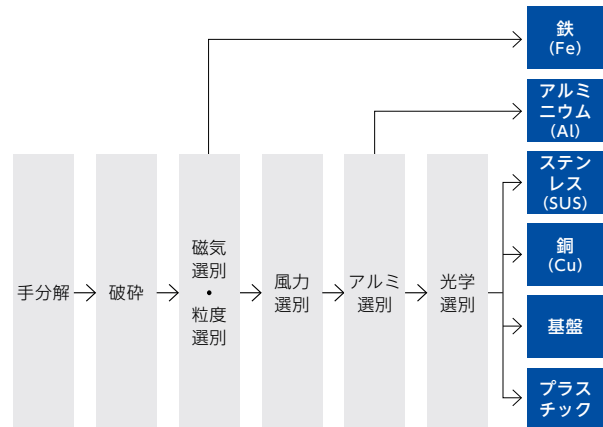 手分解
破砕
磁気
選別
・
粒度
選別
風力
選別
アルミ
選別
光学
選別
鉄
(Fe)
アルミ
ニウム
(Al)
ステン
レス
(SUS)
銅
(Cu)
基盤
プラス
チック